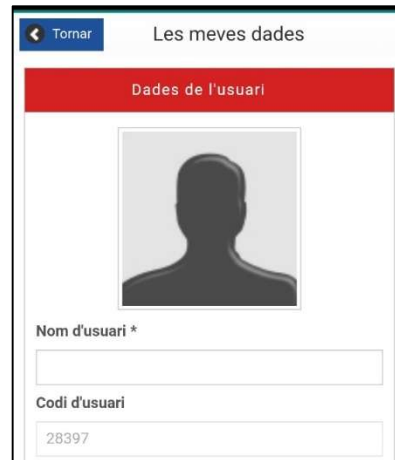 Tornar
Les meves dades
Dades de l'usuari
Nom d'usuari *
Codi d'usuari
28397